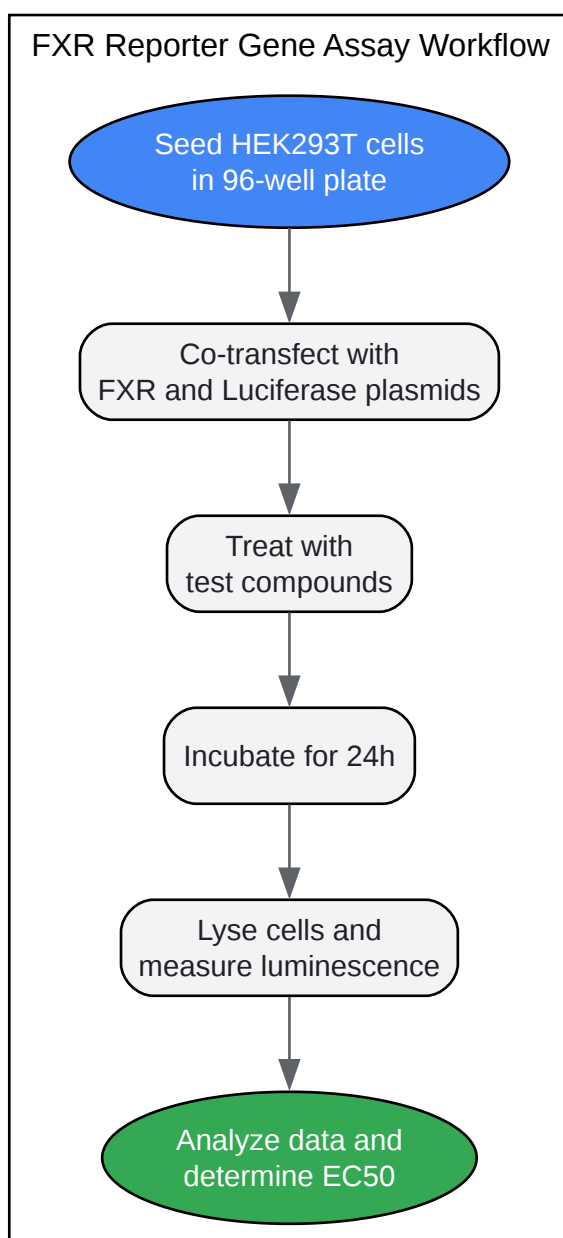 FXR Reporter Gene Assay Workflow
Seed HEK293T cells
in 96-well plate
Co-transfect with
FXR and Luciferase plasmids
Treat with
test compounds
Incubate for 24h
Lyse cells and
measure luminescence
Analyze data and
determine EC50